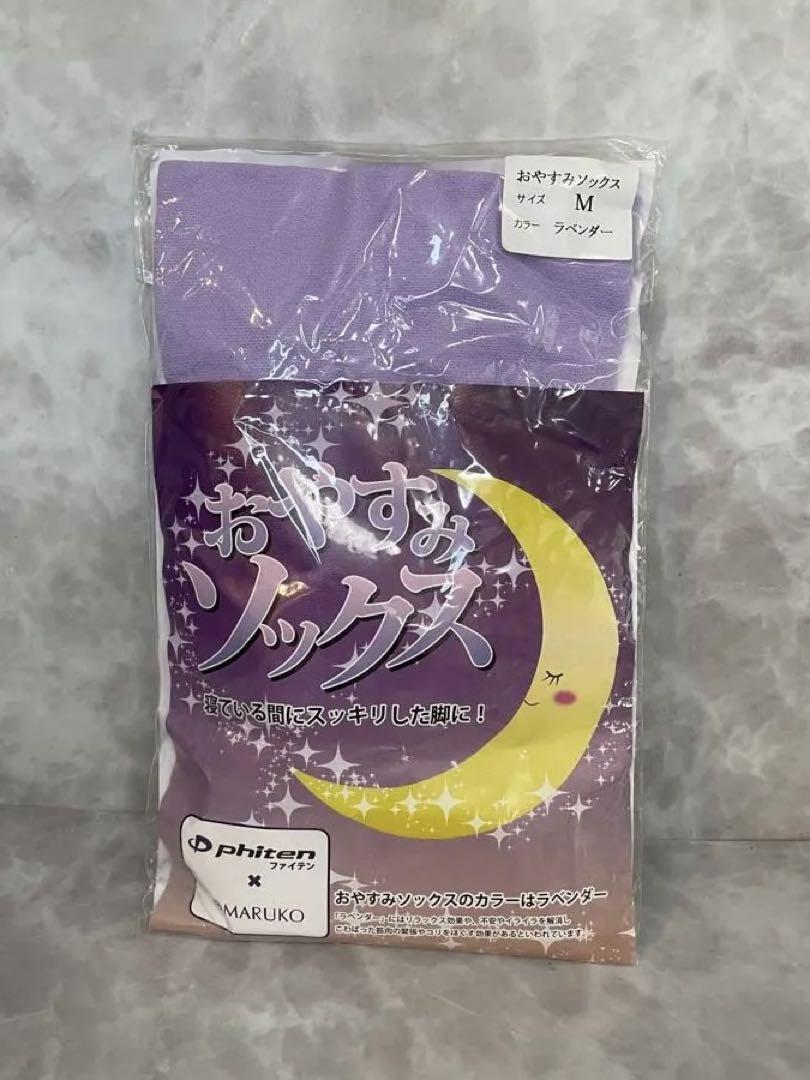 おやすみソックス
サイズ M
カラー ラベンダー
おやすみ
ソックス
寝ている間にスッキリした脚に!
phiten
ファイテン
×
MARUKO
おやすみソックスのカラーはラベンダー
「ラベンダー」にはリラックス効果や、不安やイライラを解消し
こわばった筋肉の緊張やコリをほぐす効果があるといわれています。